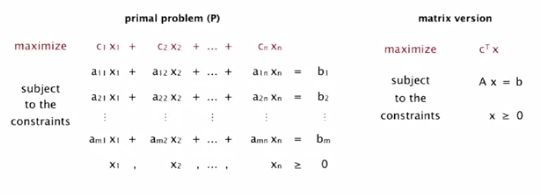 primal problem (P)
maximize c1 x1 + c2 x2 + ... + cn xn
subject to the constraints
a11 x1 + a12 x2 + ... + a1n xn = b1
a21 x1 + a22 x2 + ... + a2n xn = b2
⋮ ⋮ ⋮ ⋮
am1 x1 + am2 x2 + ... + amn xn = bm
x1 , x2 , ... , xn ≥ 0
matrix version
maximize cT x
subject to the constraints
A x = b
x ≥ 0